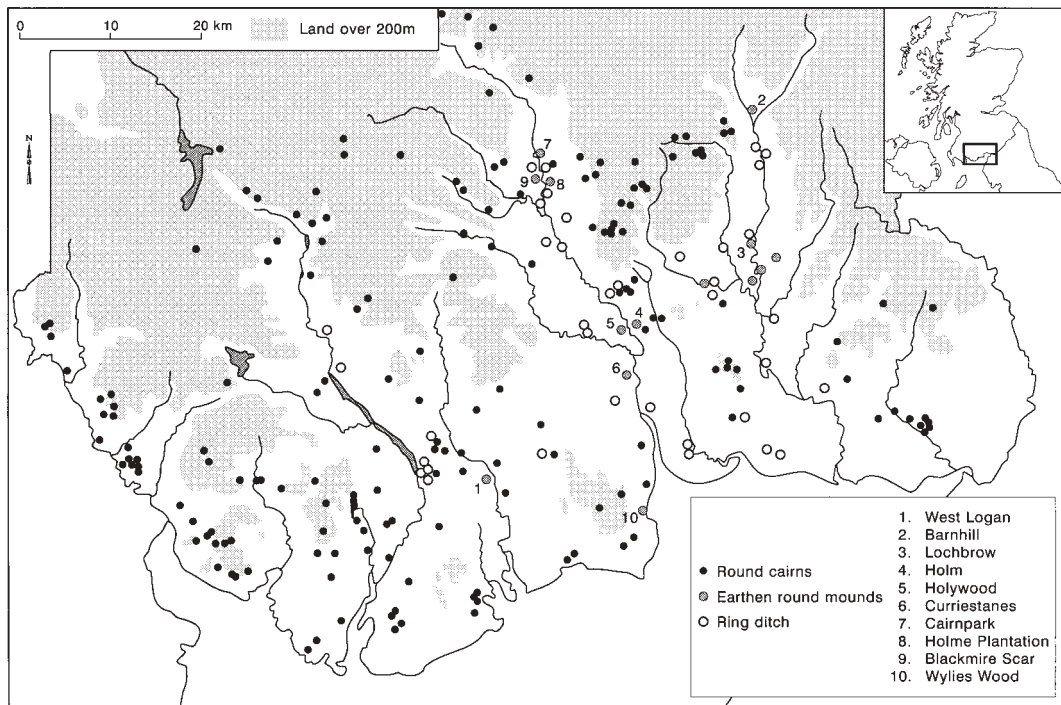 0 10 20 km
Land over 200m
N
2
7
9
8
3
4
5
6
1
10
Round cairns
Earthen round mounds
Ring ditch
1. West Logan
2. Barnhill
3. Lochbrow
4. Holm
5. Holywood
6. Curriestanes
7. Cairnpark
8. Holme Plantation
9. Blackmire Scar
10. Wylies Wood